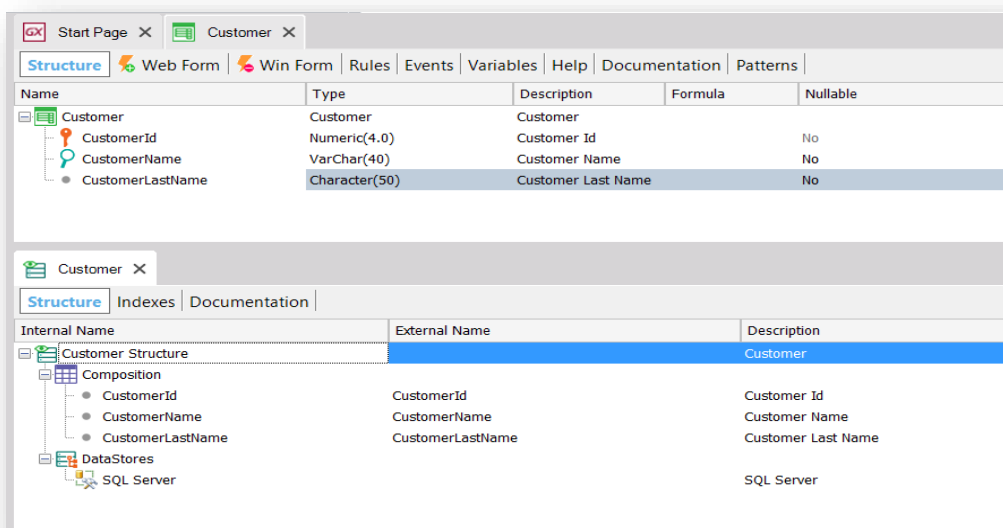 GX Start Page Customer
Structure Web Form Win Form Rules Events Variables Help Documentation Patterns
Name Type Description Formula Nullable
Customer Customer Customer
CustomerId Numeric(4.0) Customer Id No
CustomerName VarChar(40) Customer Name No
CustomerLastName Character(50) Customer Last Name No
Customer
Structure Indexes Documentation
Internal Name External Name Description
Customer Structure Customer
Composition
CustomerId CustomerId Customer Id
CustomerName CustomerName Customer Name
CustomerLastName CustomerLastName Customer Last Name
DataStores
SQL Server SQL Server